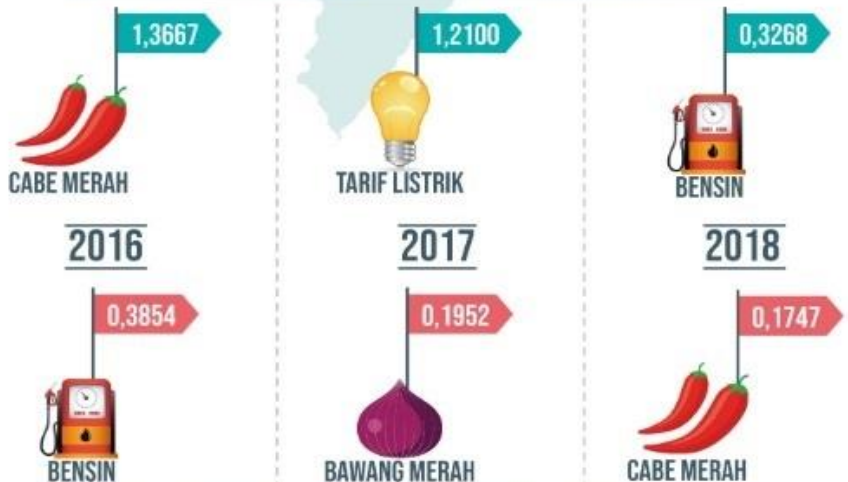 1,3667
CABE MERAH
1,2100
TARIF LISTRIK
0,3268
BENSIN
2016
2017
2018
0,3854
BENSIN
0,1952
BAWANG MERAH
0,1747
CABE MERAH